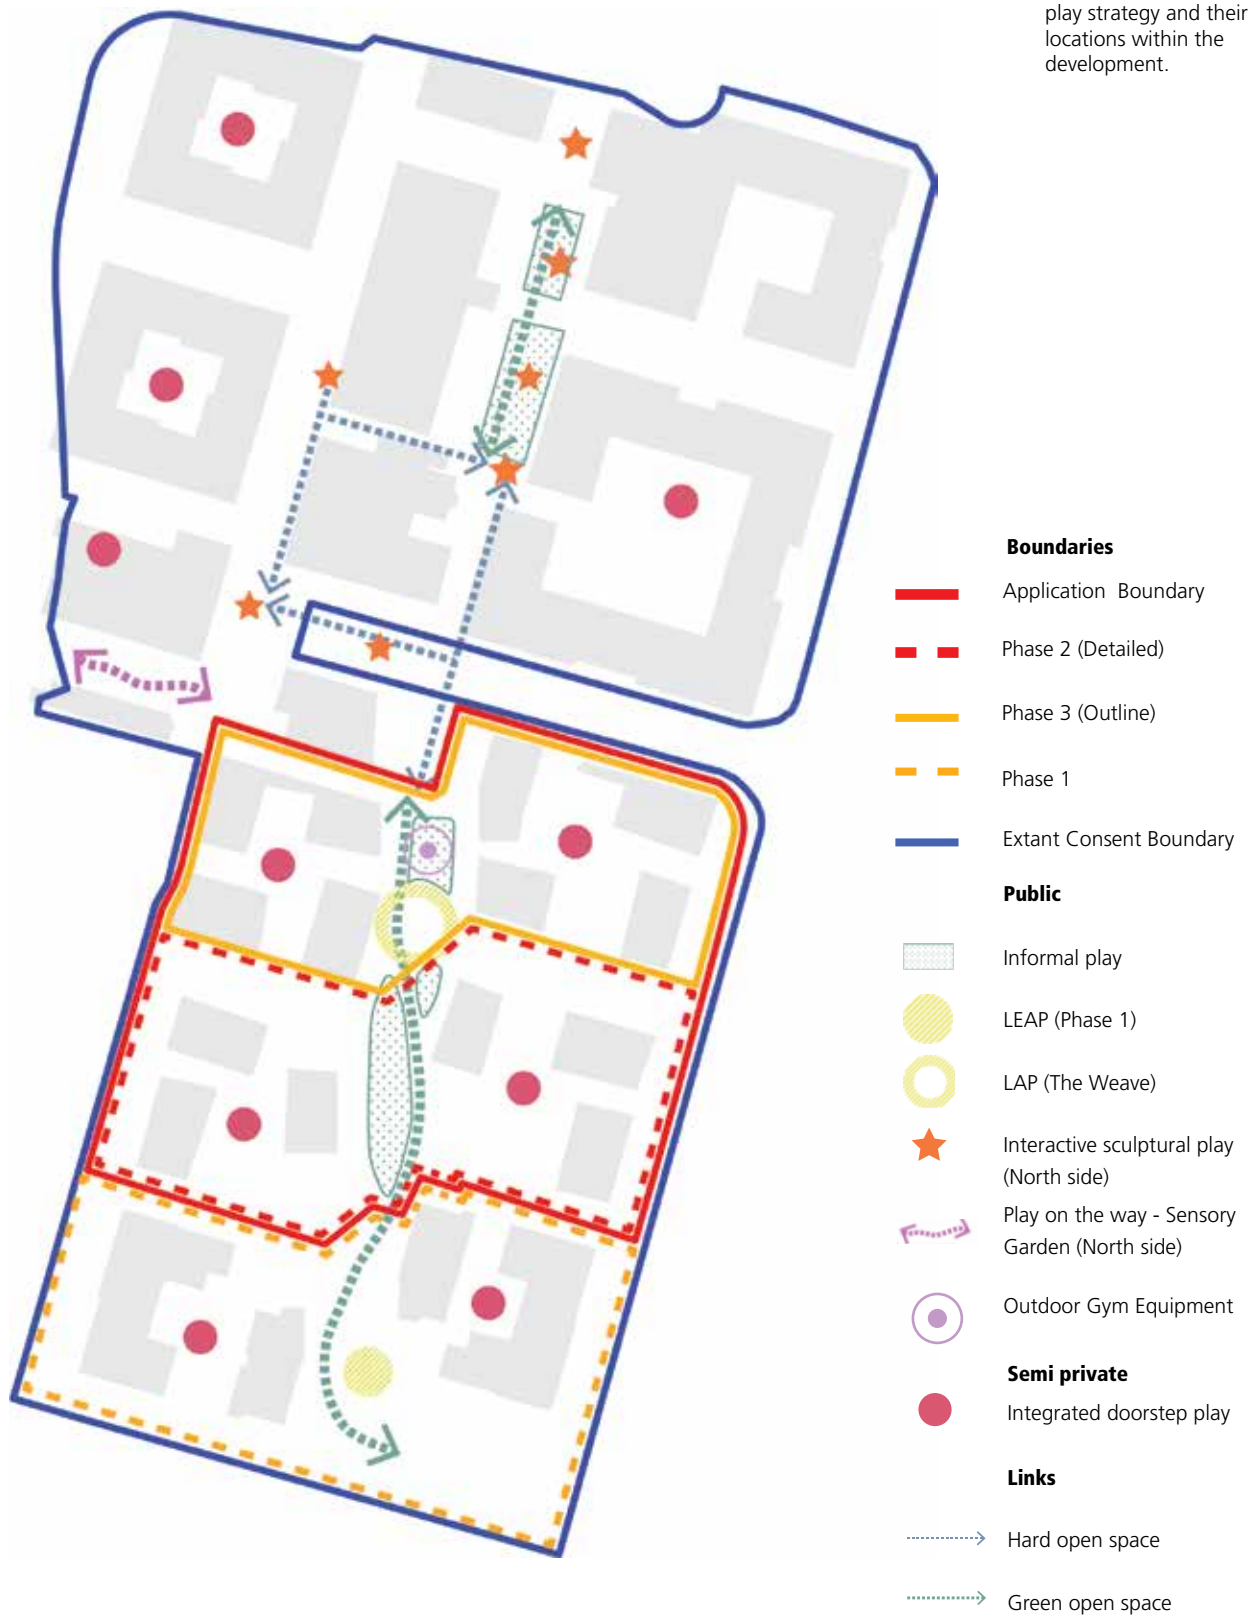 play strategy and their
locations within the
development.
Boundaries
Application Boundary
Phase 2 (Detailed)
Phase 3 (Outline)
Phase 1
Extant Consent Boundary
Public
Informal play
LEAP (Phase 1)
LAP (The Weave)
Interactive sculptural play
(North side)
Play on the way - Sensory
Garden (North side)
Outdoor Gym Equipment
Semi private
Integrated doorstep play
Links
Hard open space
Green open space